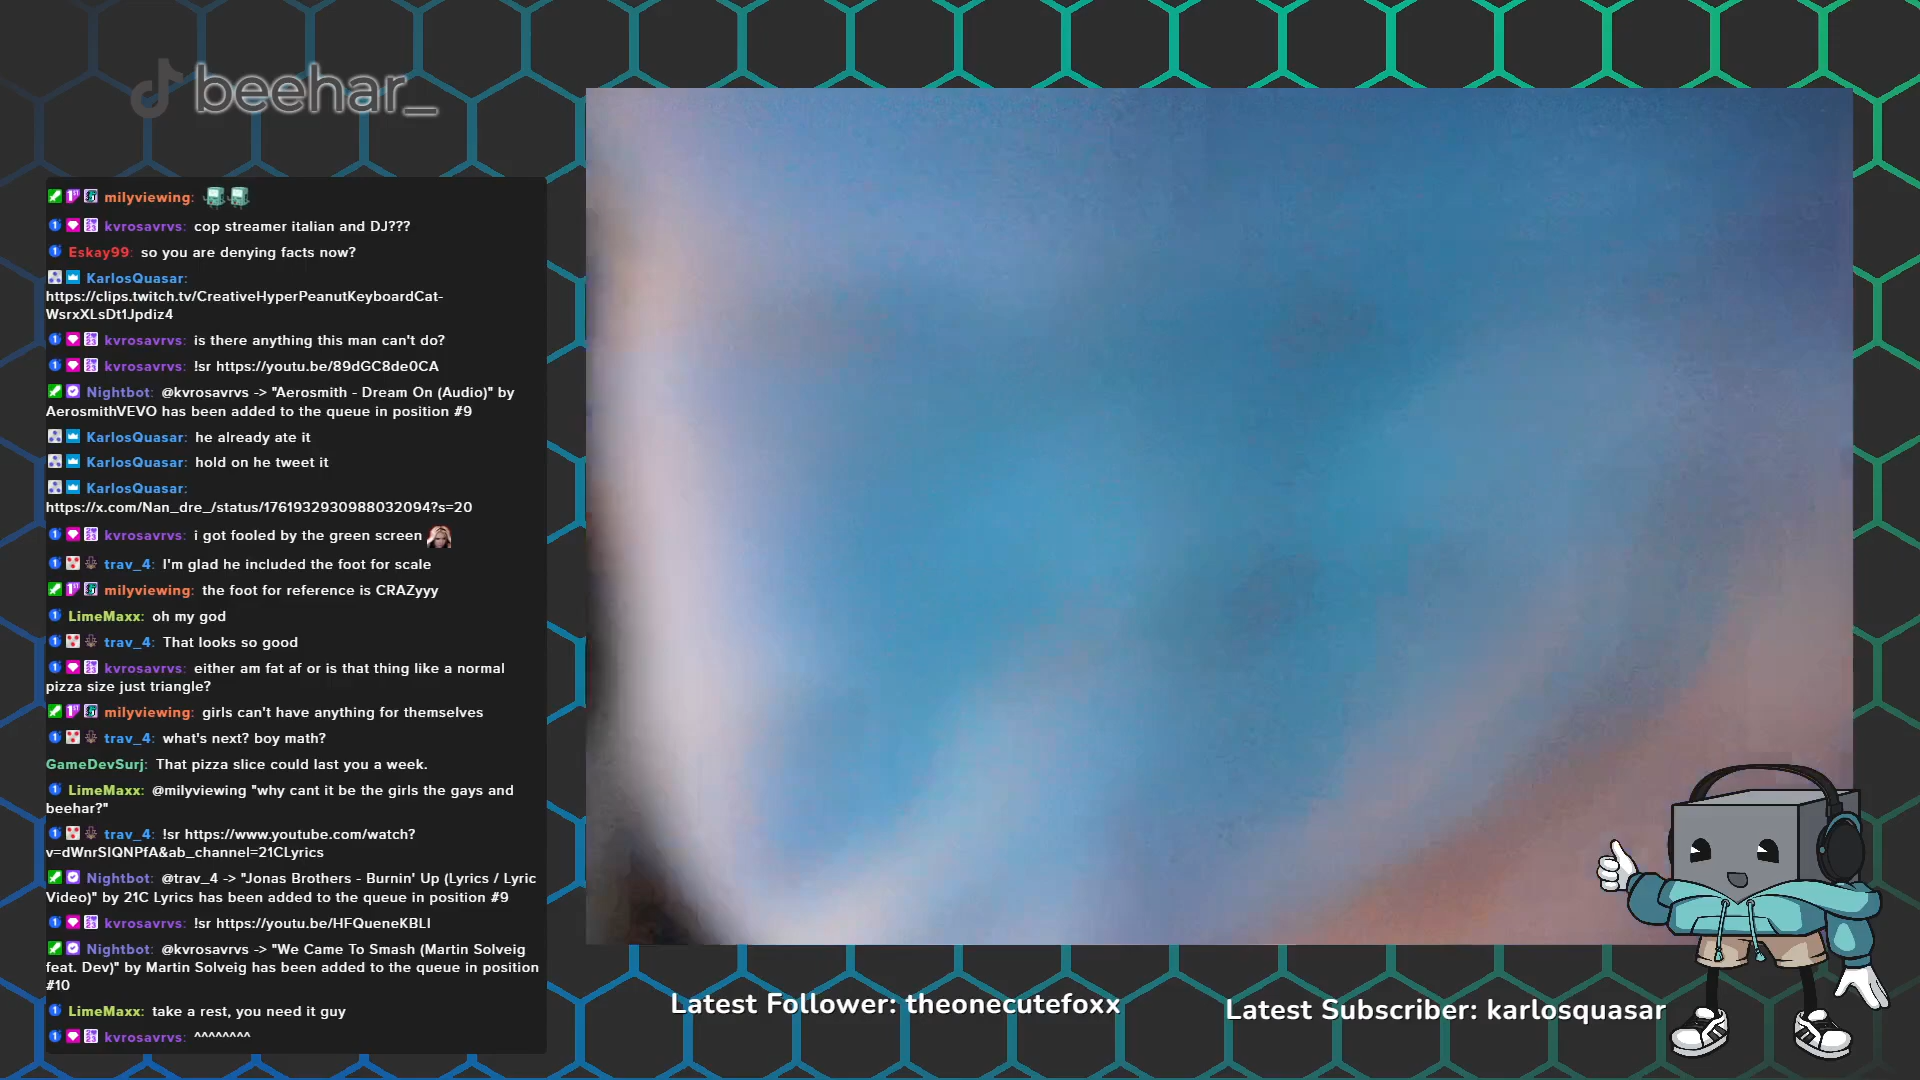 beehar_
milyviewing:
kvrosavrvs: cop streamer italian and DJ???
Eskay99: so you are denying facts now?
KarlosQuasar:
https://clips.twitch.tv/CreativeHyperPeanutKeyboardCat-
WsrxXLsDt1Jpdiz4
kvrosavrvs: is there anything this man can't do?
kvrosavrvs: !sr https://youtu.be/89dGC8de0CA
Nightbot: @kvrosavrvs -> "Aerosmith - Dream On (Audio)" by
AerosmithVEVO has been added to the queue in position #9
KarlosQuasar: he already ate it
KarlosQuasar: hold on he tweet it
KarlosQuasar:
https://x.com/Nan_dre_/status/1761932930988032094?s=20
kvrosavrvs: i got fooled by the green screen
trav_4: I'm glad he included the foot for scale
milyviewing: the foot for reference is CRAZyyy
LimeMaxx: oh my god
trav_4: That looks so good
kvrosavrvs: either am fat af or is that thing like a normal
pizza size just triangle?
milyviewing: girls can't have anything for themselves
trav_4: what's next? boy math?
GameDevSurj: That pizza slice could last you a week.
LimeMaxx: @milyviewing "why cant it be the girls the gays and
beehar?"
trav_4: !sr https://www.youtube.com/watch?
v=dWnrSlQNPfA&ab_channel=21CLyrics
Nightbot: @trav_4 -> "Jonas Brothers - Burnin' Up (Lyrics / Lyric
Video)" by 21C Lyrics has been added to the queue in position #9
kvrosavrvs: !sr https://youtu.be/HFQueneKBLI
Nightbot: @kvrosavrvs -> "We Came To Smash (Martin Solveig
feat. Dev)" by Martin Solveig has been added to the queue in position
#10
LimeMaxx: take a rest, you need it guy
kvrosavrvs: ^^^^^^^^
Latest Follower: theonecutefoxx
Latest Subscriber: karlosquasar